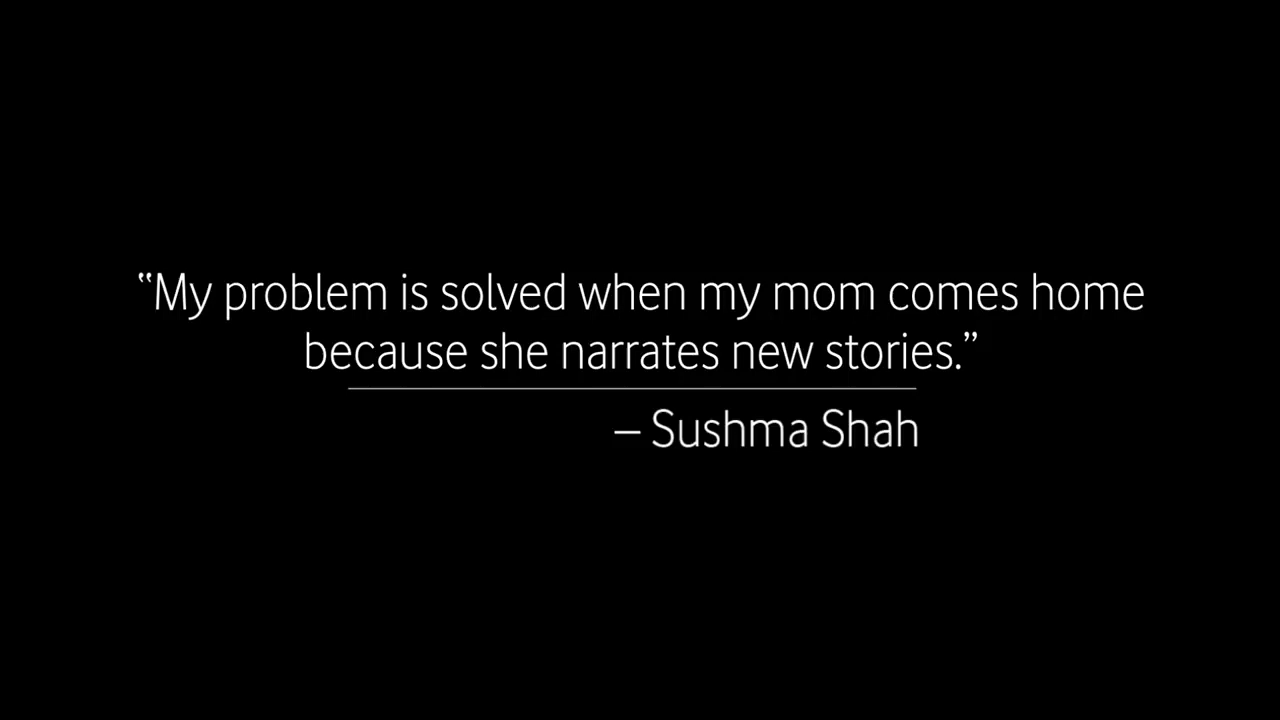 “My problem is solved when my mom comes home
because she narrates new stories.”
– Sushma Shah